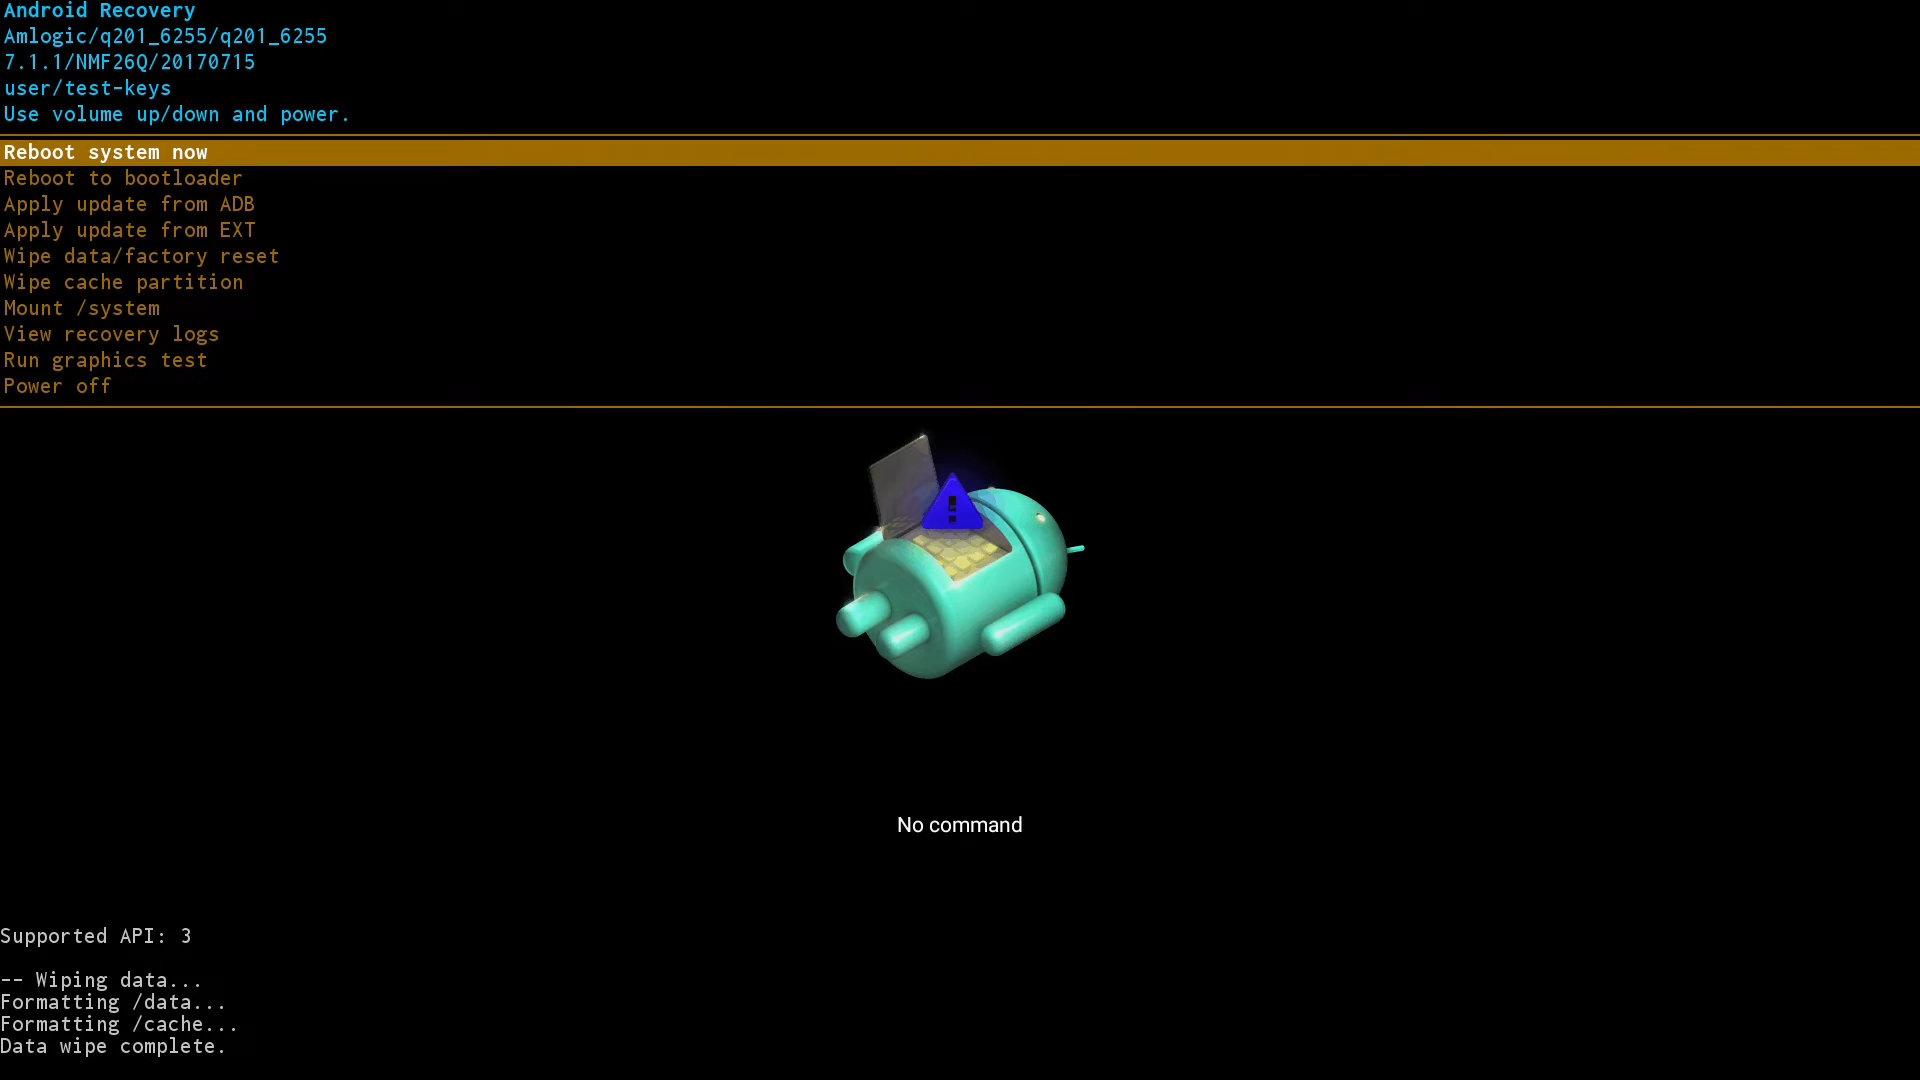 Android Recovery
Amlogic/q201_6255/q201_6255
7.1.1/NMF26Q/20170715
user/test-keys
Use volume up/down and power.
Reboot system now
Reboot to bootloader
Apply update from ADB
Apply update from EXT
Wipe data/factory reset
Wipe cache partition
Mount /system
View recovery logs
Run graphics test
Power off
No command
Supported API: 3
-- Wiping data...
Formatting /data...
Formatting /cache...
Data wipe complete.